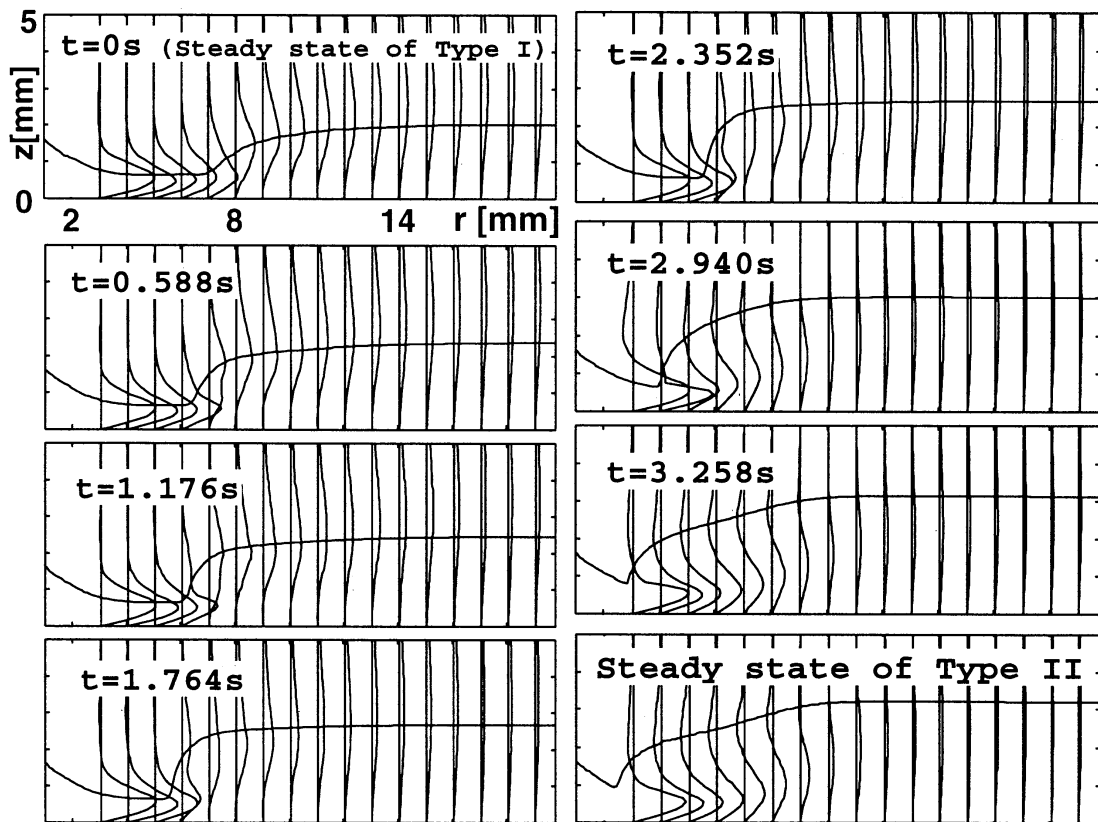 5
t=0s (Steady state of Type I)
z[mm]
0
2
8
14
r [mm]
t=0.588s
t=1.176s
t=1.764s
t=2.352s
t=2.940s
t=3.258s
Steady state of Type II